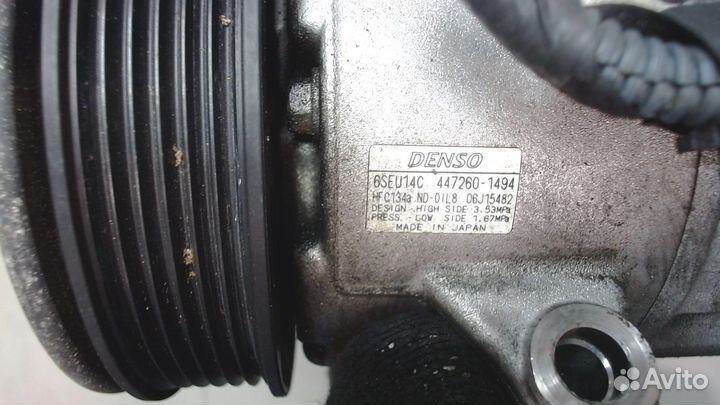 DENSO
6SEU14C 447260-1494
HFC134a ND-OIL8 06J15482
DESIGN - HIGH SIDE 3.53MPa
PRESS. - LOW SIDE 1.67MPa
MADE IN JAPAN
Avito